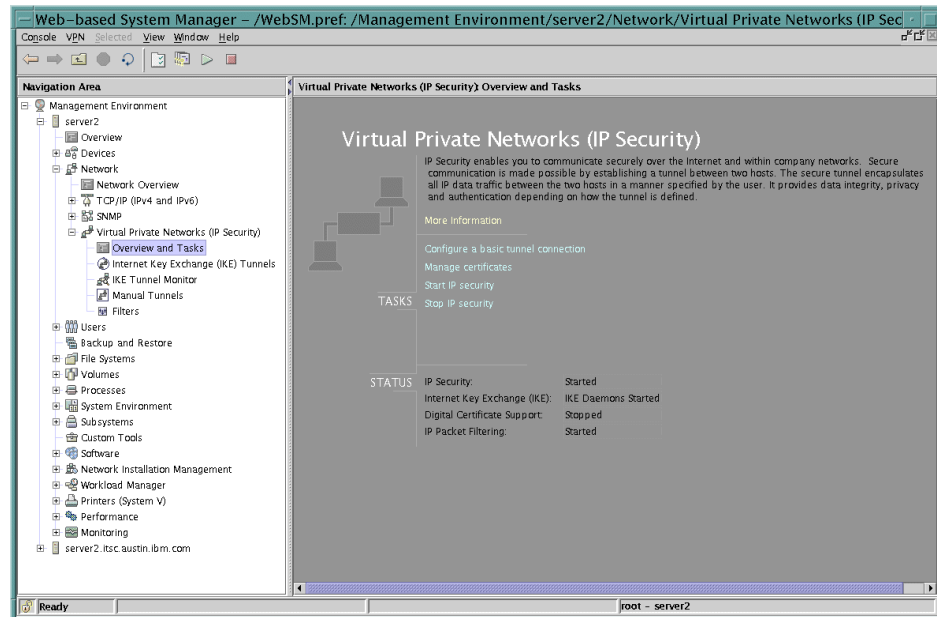 Web-based System Manager - /WebSM.pref: /Management Environment/server2/Network/Virtual Private Networks (IP Sec
Console VPN Selected View Window Help
Navigation Area
Management Environment
server2
Overview
Devices
Network
Network Overview
TCP/IP (IPv4 and IPv6)
SNMP
Virtual Private Networks (IP Security)
Overview and Tasks
Internet Key Exchange (IKE) Tunnels
IKE Tunnel Monitor
Manual Tunnels
Filters
Users
Backup and Restore
File Systems
Volumes
Processes
System Environment
Subsystems
Custom Tools
Software
Network Installation Management
Workload Manager
Printers (System V)
Performance
Monitoring
server2.itsc.austin.ibm.com
Virtual Private Networks (IP Security): Overview and Tasks
Virtual Private Networks (IP Security)
IP Security enables you to communicate securely over the Internet and within company networks. Secure
communication is made possible by establishing a tunnel between two hosts. The secure tunnel encapsulates
all IP data traffic between the two hosts in a manner specified by the user. It provides data integrity, privacy
and authentication depending on how the tunnel is defined.
More Information
Configure a basic tunnel connection
Manage certificates
Start IP security
TASKS Stop IP security
STATUS IP Security: Started
Internet Key Exchange (IKE): IKE Daemons Started
Digital Certificate Support: Stopped
IP Packet Filtering: Started
Ready
root - server2